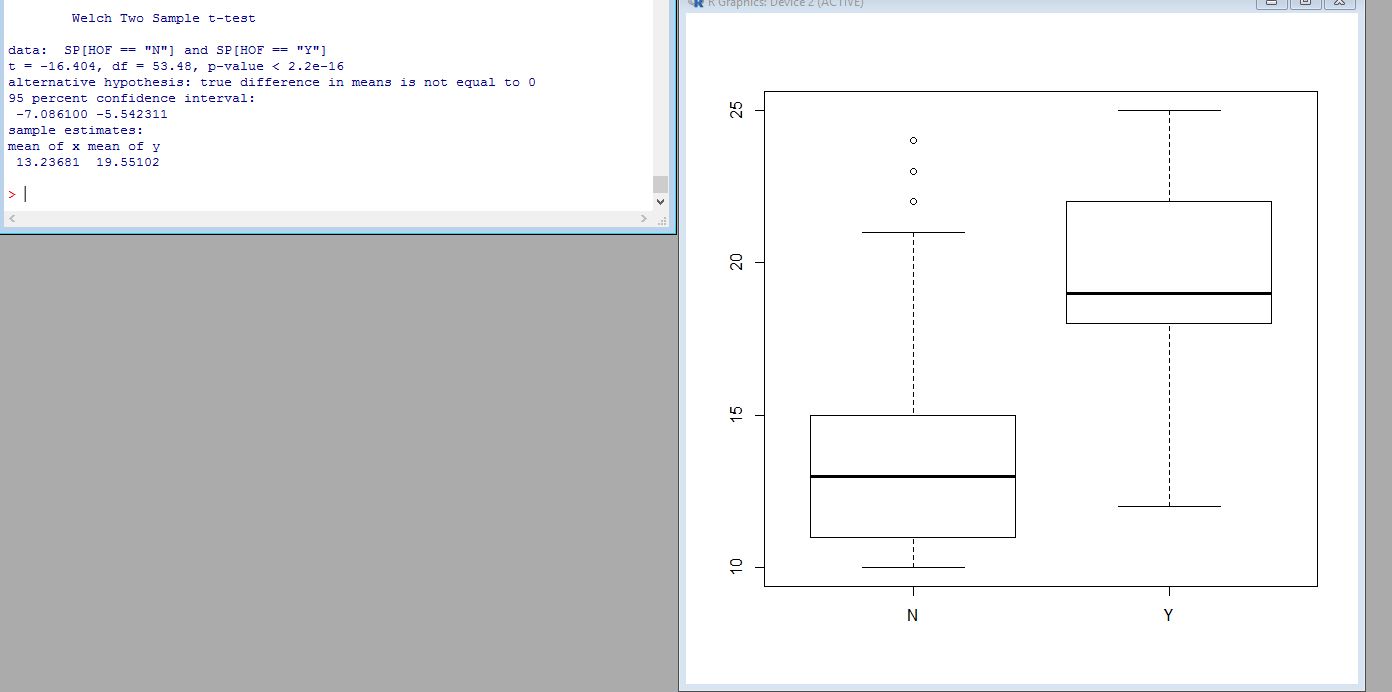 Welch Two Sample t-test
data:  SP[HOF == "N"] and SP[HOF == "Y"]
t = -16.404, df = 53.48, p-value < 2.2e-16
alternative hypothesis: true difference in means is not equal to 0
95 percent confidence interval:
 -7.086100 -5.542311
sample estimates:
mean of x mean of y
 13.23681  19.55102
>
R Graphics: Device 2 (ACTIVE)
25
20
15
10
N
Y